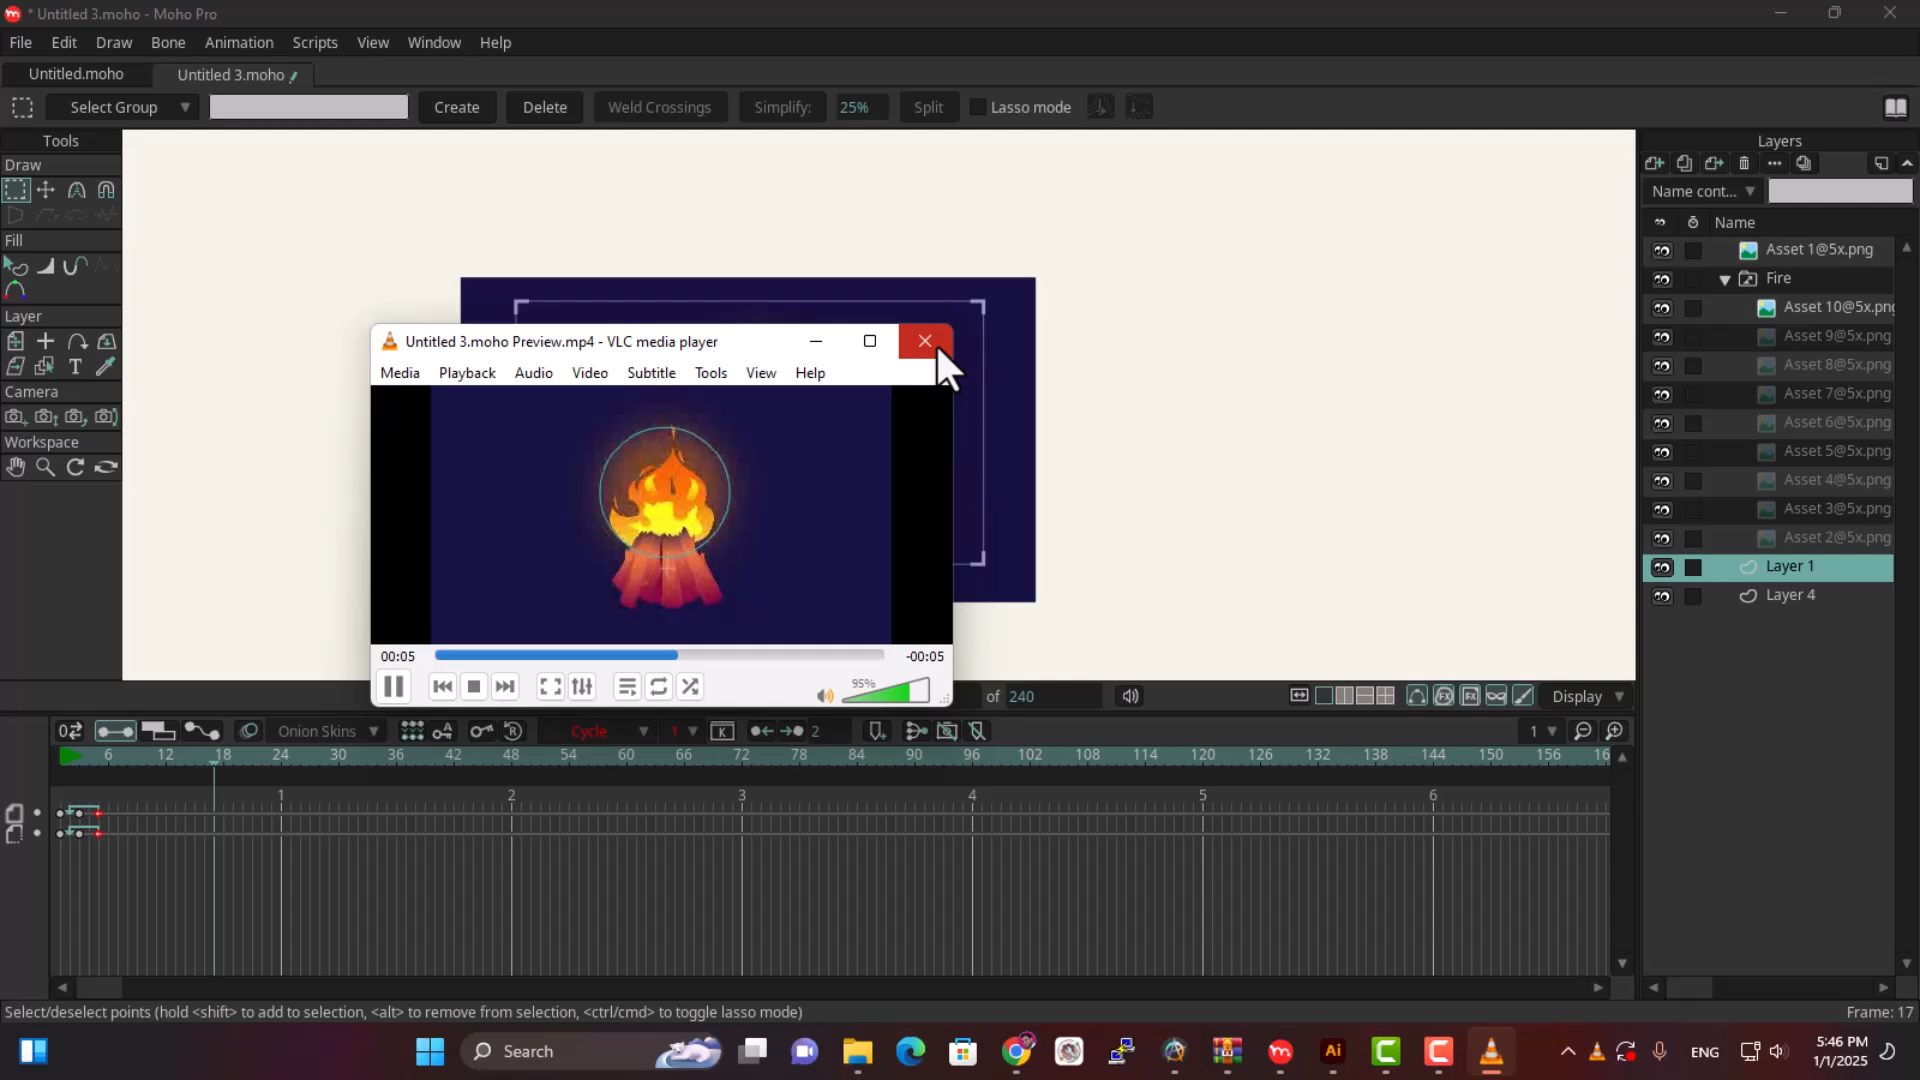 * Untitled 3.moho - Moho Pro
File Edit Draw Bone Animation Scripts View Window Help
Untitled.moho Untitled 3.moho
Select Group Create Delete Weld Crossings Simplify: 25% Split Lasso mode
Tools
Draw
Fill
Layer
Camera
Workspace
Layers
Name cont...
Name
Asset 1@5x.png
Fire
Asset 10@5x.png
Asset 9@5x.png
Asset 8@5x.png
Asset 7@5x.png
Asset 6@5x.png
Asset 5@5x.png
Asset 4@5x.png
Asset 3@5x.png
Asset 2@5x.png
Layer 1
Layer 4
Untitled 3.moho Preview.mp4 - VLC media player
Media Playback Audio Video Subtitle Tools View Help
00:05 -00:05
95%
of 240 Display
Onion Skins Cycle 1 2 1
6 12 18 24 30 36 42 48 54 60 66 72 78 84 90 96 102 108 114 120 126 132 138 144 150 156 16
1 2 3 4 5 6
Select/deselect points (hold <shift> to add to selection, <alt> to remove from selection, <ctrl/cmd> to toggle lasso mode) Frame: 17
Search ENG 5:46 PM
1/1/2025